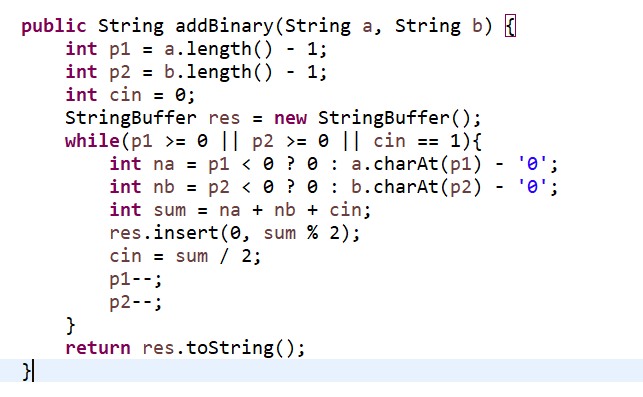 public String addBinary(String a, String b) {
    int p1 = a.length() - 1;
    int p2 = b.length() - 1;
    int cin = 0;
    StringBuffer res = new StringBuffer();
    while(p1 >= 0 || p2 >= 0 || cin == 1){
        int na = p1 < 0 ? 0 : a.charAt(p1) - '0';
        int nb = p2 < 0 ? 0 : b.charAt(p2) - '0';
        int sum = na + nb + cin;
        res.insert(0, sum % 2);
        cin = sum / 2;
        p1--;
        p2--;
    }
    return res.toString();
}